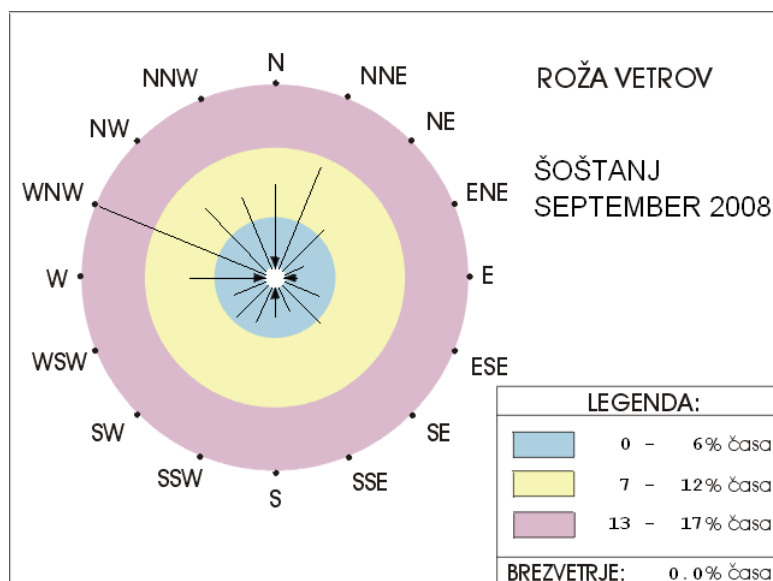 ROŽA VETROV
ŠOŠTANJ
SEPTEMBER 2008
N
NNE
NE
ENE
E
ESE
SE
SSE
S
SSW
SW
WSW
W
WNW
NW
NNW
LEGENDA:
0 - 6% časa
7 - 12% časa
13 - 17% časa
BREZVETRJE: 0.0% časa